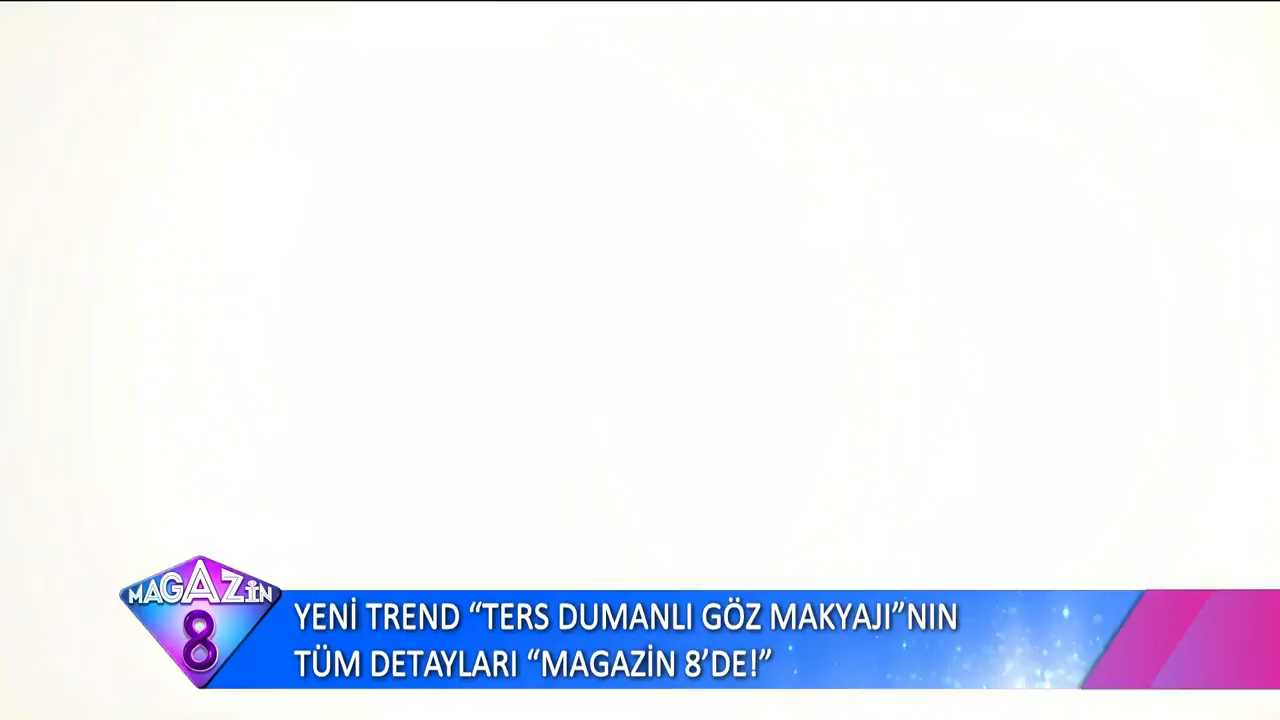 MAGAZİN
8
YENİ TREND “TERS DUMANLI GÖZ MAKYAJI”NIN
TÜM DETAYLARI “MAGAZİN 8’DE!”